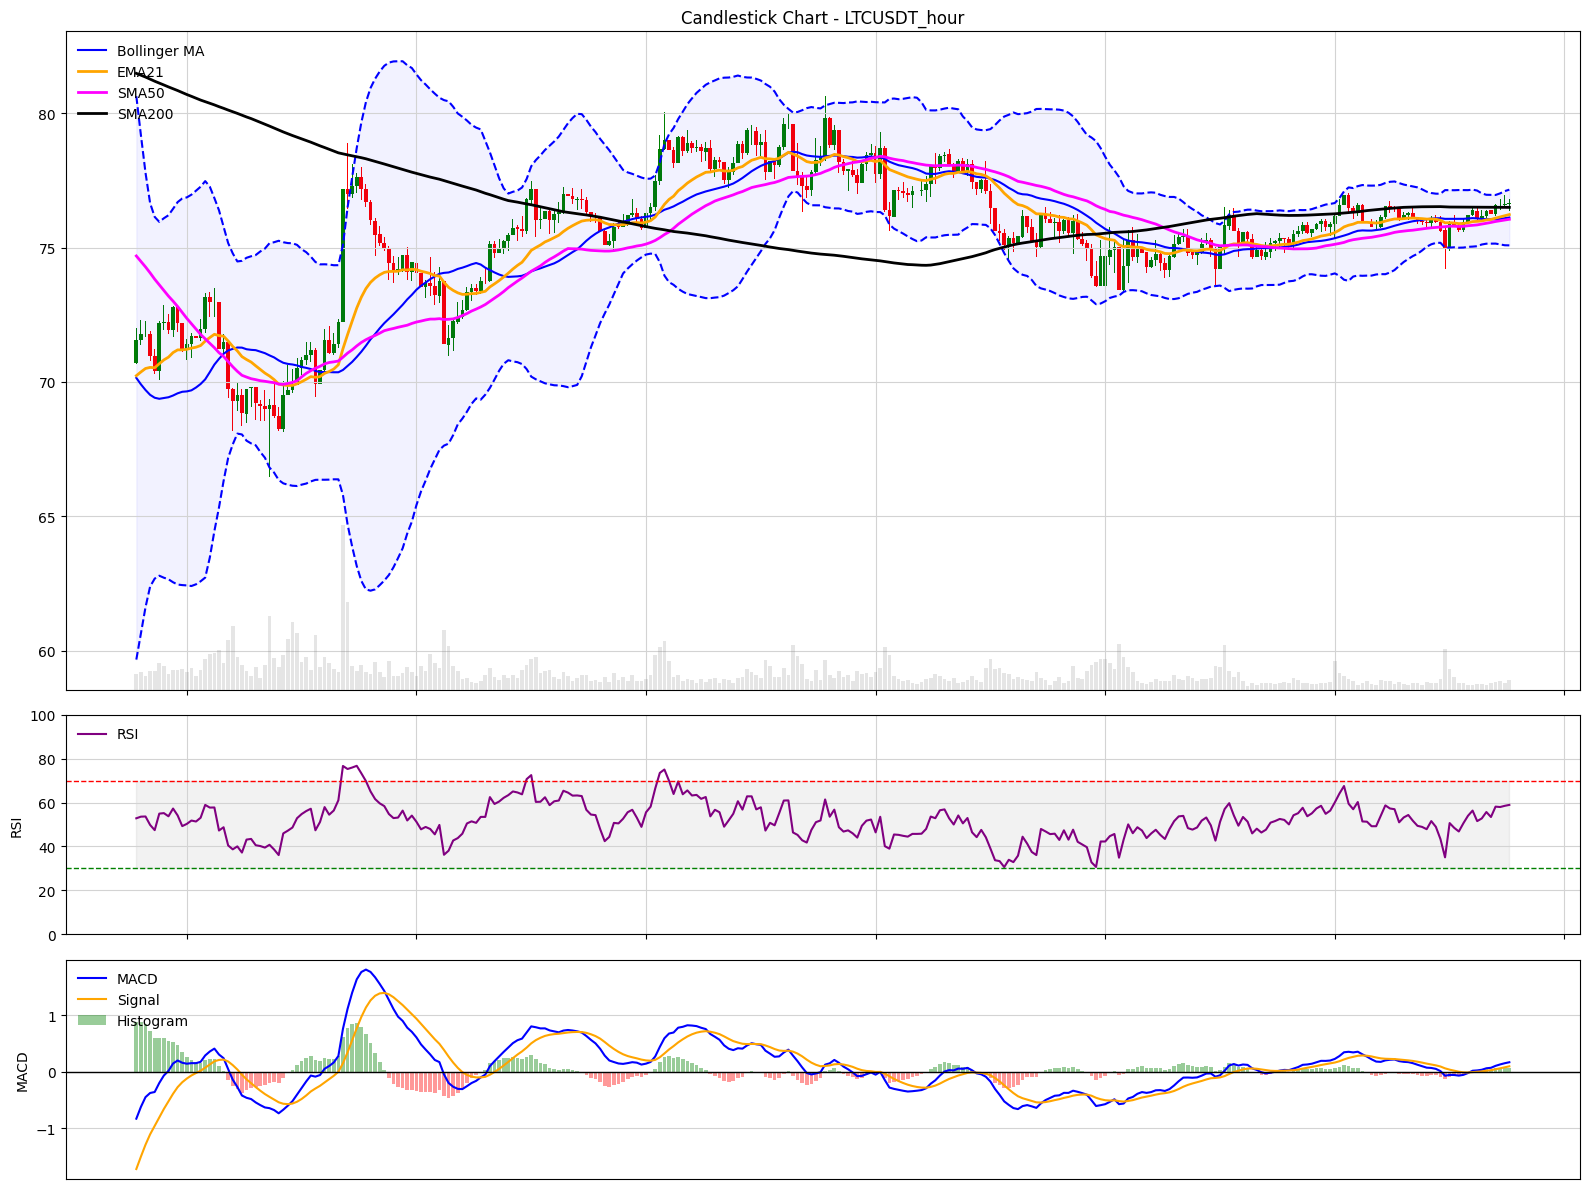 Candlestick Chart - LTCUSDT_hour
Bollinger MA
EMA21
SMA50
SMA200
80
75
70
65
60
RSI
100
80
60
40
20
0
RSI
MACD
Signal
Histogram
1
0
−1
MACD